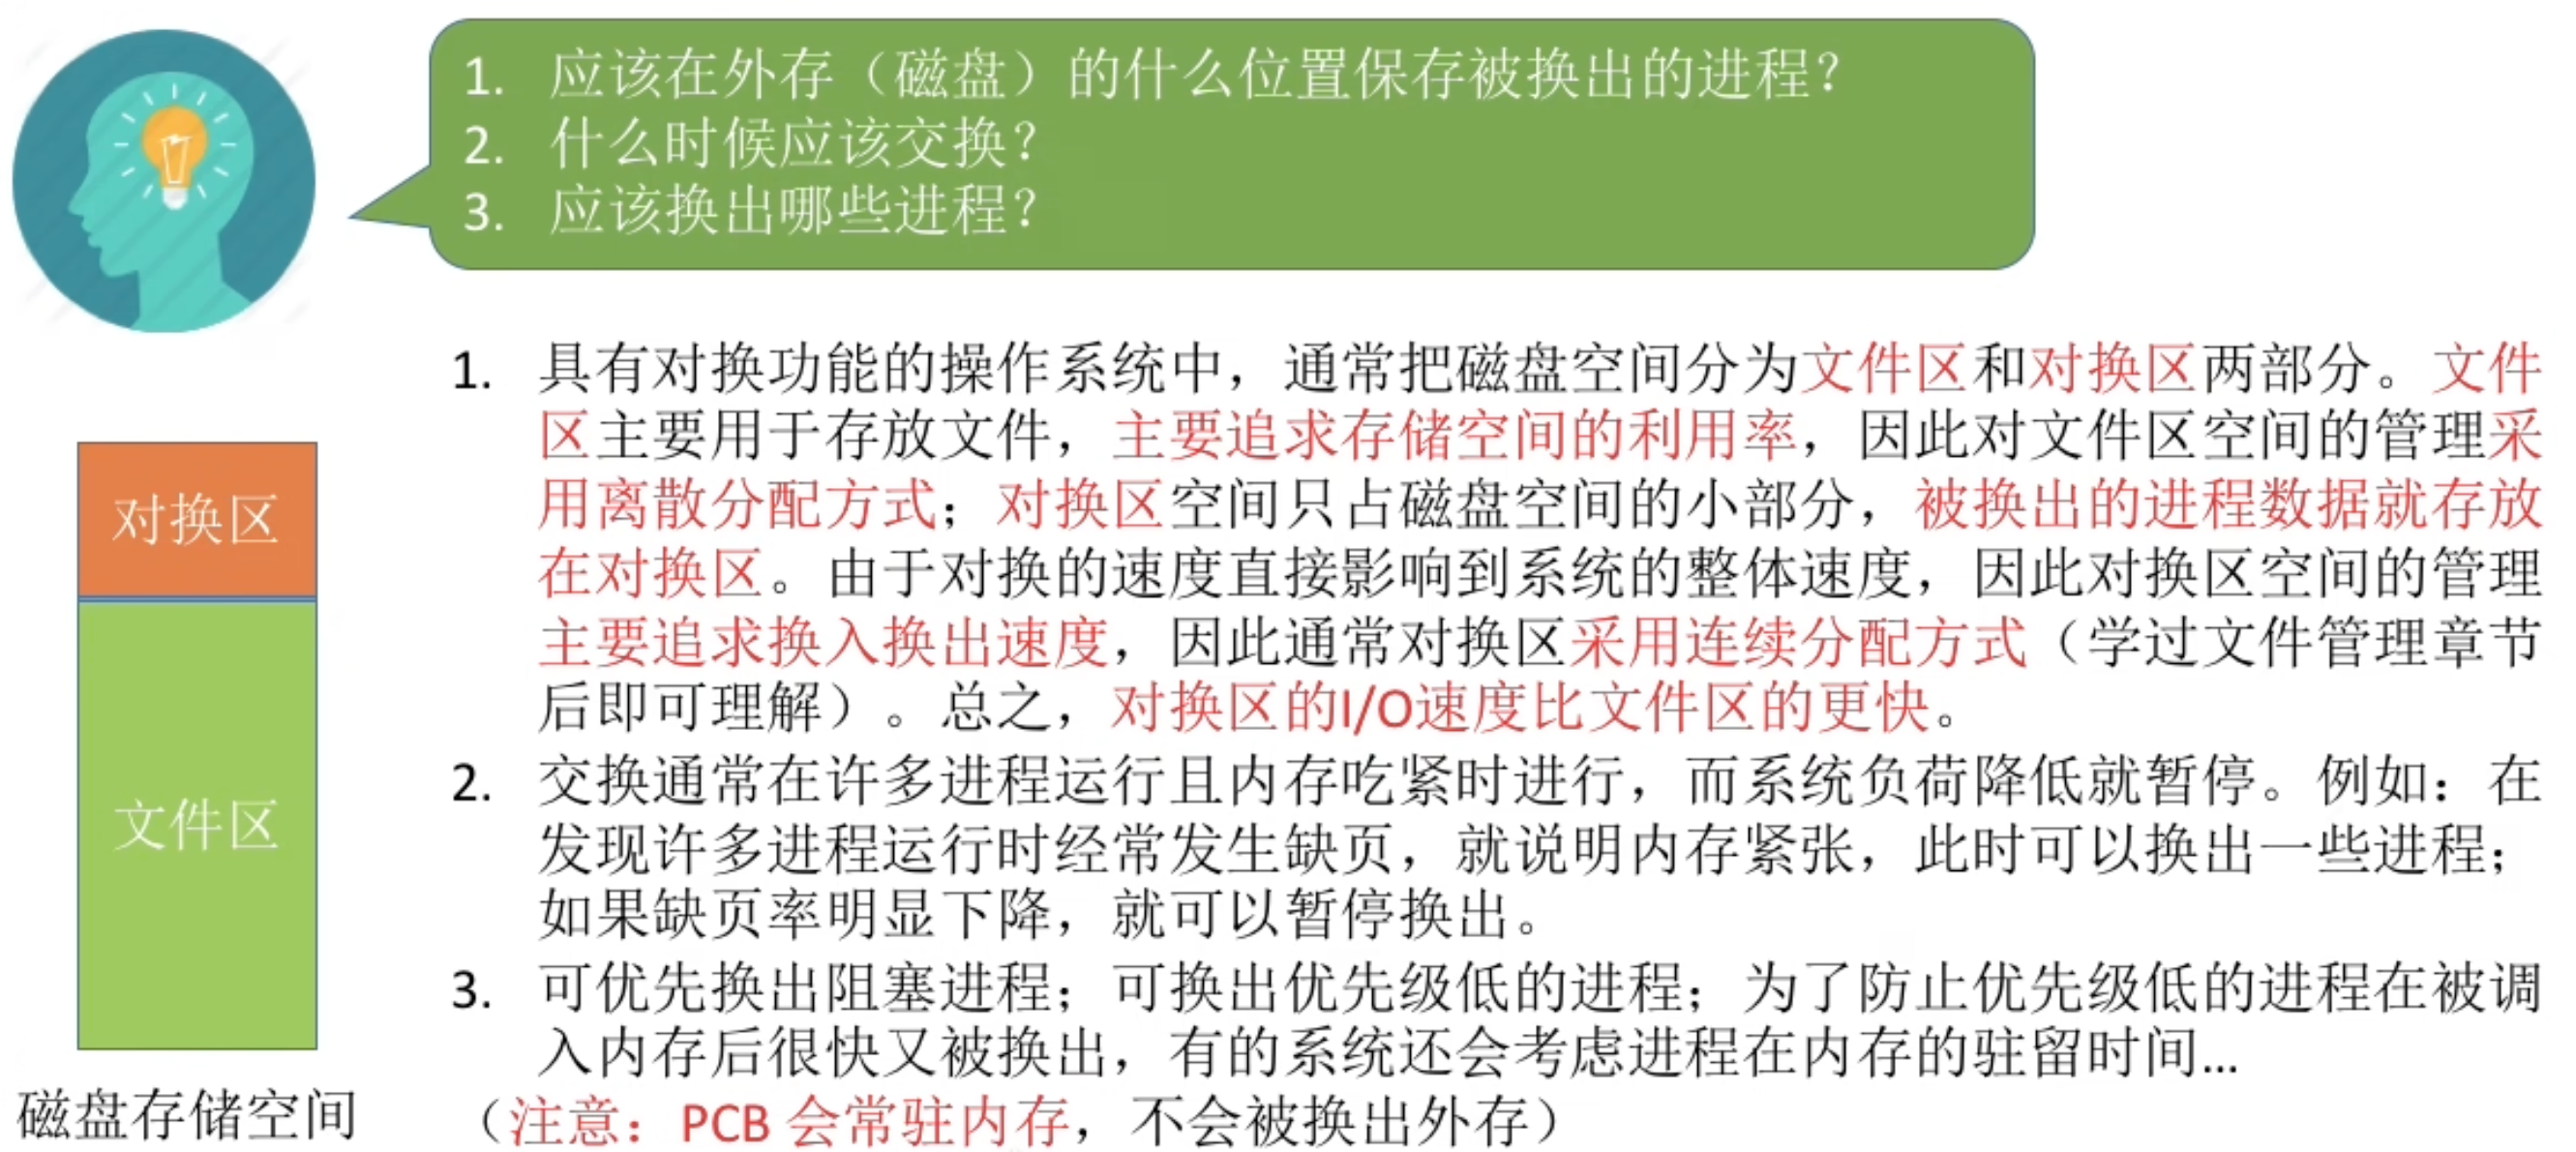 1. 应该在外存（磁盘）的什么位置保存被换出的进程？
2. 什么时候应该交换？
3. 应该换出哪些进程？
1. 具有对换功能的操作系统中，通常把磁盘空间分为文件区和对换区两部分。文件
区主要用于存放文件，主要追求存储空间的利用率，因此对文件区空间的管理采
用离散分配方式；对换区空间只占磁盘空间的小部分，被换出的进程数据就存放
在对换区。由于对换的速度直接影响到系统的整体速度，因此对换区空间的管理
主要追求换入换出速度，因此通常对换区采用连续分配方式（学过文件管理章节
后即可理解）。总之，对换区的I/O速度比文件区的更快。
2. 交换通常在许多进程运行且内存吃紧时进行，而系统负荷降低就暂停。例如：在
发现许多进程运行时经常发生缺页，就说明内存紧张，此时可以换出一些进程；
如果缺页率明显下降，就可以暂停换出。
3. 可优先换出阻塞进程；可换出优先级低的进程；为了防止优先级低的进程在被调
入内存后很快又被换出，有的系统还会考虑进程在内存的驻留时间…
（注意：PCB 会常驻内存，不会被换出外存）
对换区
文件区
磁盘存储空间